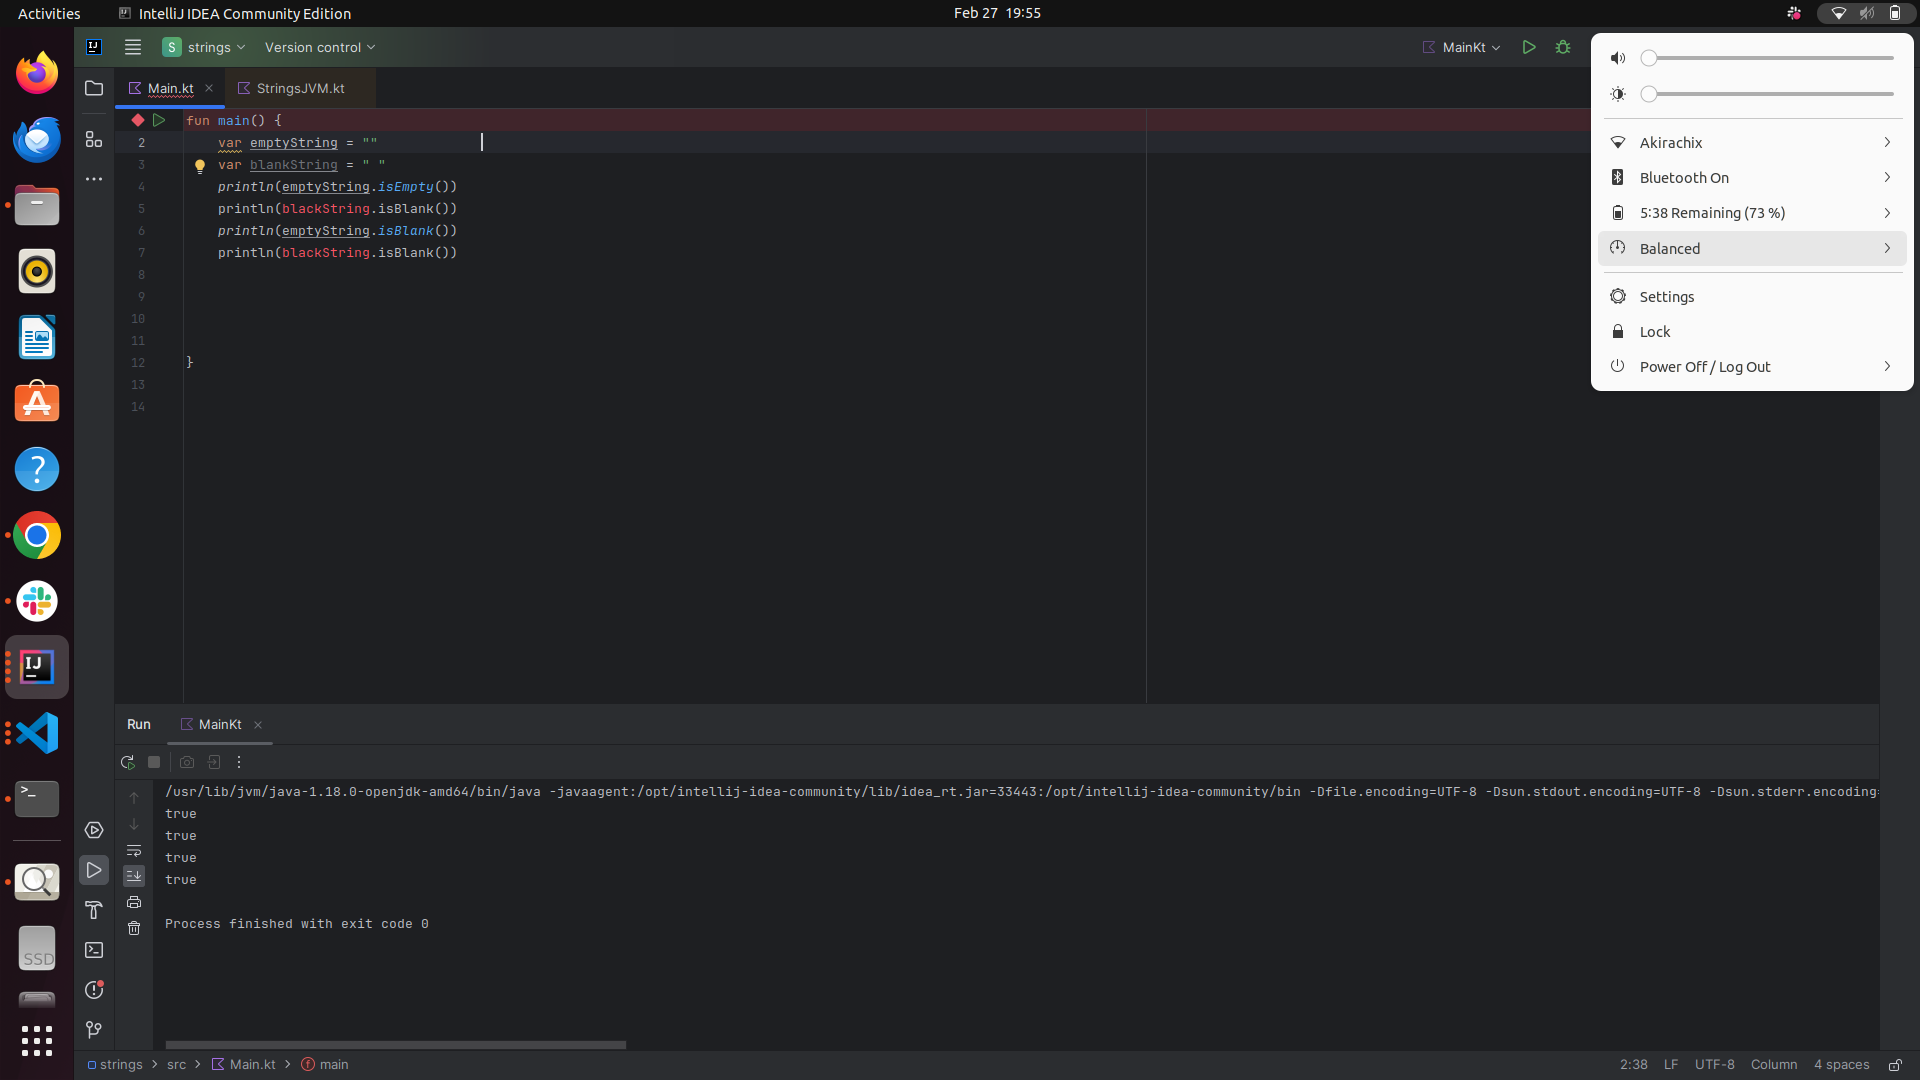 Activities IntelliJ IDEA Community Edition Feb 27 19:55
IJ S strings Version control MainKt
Main.kt StringsJVM.kt
fun main() {
2 var emptyString = ""
3 var blankString = " "
4 println(emptyString.isEmpty())
5 println(blackString.isBlank())
6 println(emptyString.isBlank())
7 println(blackString.isBlank())
8
9
10
11
12 }
13
14
Akirachix
Bluetooth On
5:38 Remaining (73 %)
Balanced
Settings
Lock
Power Off / Log Out
Run MainKt
/usr/lib/jvm/java-1.18.0-openjdk-amd64/bin/java -javaagent:/opt/intellij-idea-community/lib/idea_rt.jar=33443:/opt/intellij-idea-community/bin -Dfile.encoding=UTF-8 -Dsun.stdout.encoding=UTF-8 -Dsun.stderr.encoding=
true
true
true
true
Process finished with exit code 0
IJ
SSD
strings > src > Main.kt > main
2:38 LF UTF-8 Column 4 spaces